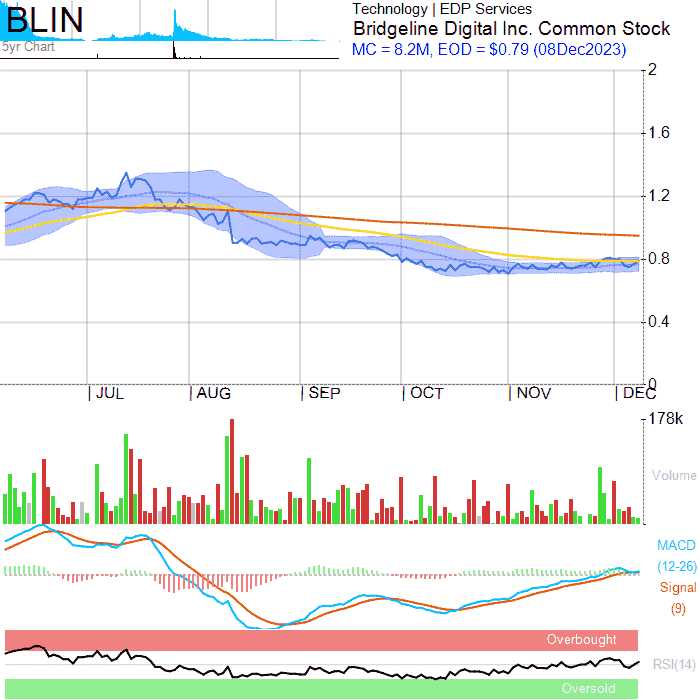 BLIN
5yr Chart
Technology | EDP Services
Bridgeline Digital Inc. Common Stock
MC = 8.2M, EOD = $0.79 (08Dec2023)
2
1.6
1.2
0.8
0.4
0
JUL AUG SEP OCT NOV DEC
178k
Volume
MACD
(12-26)
Signal
(9)
Overbought
RSI(14)
Oversold